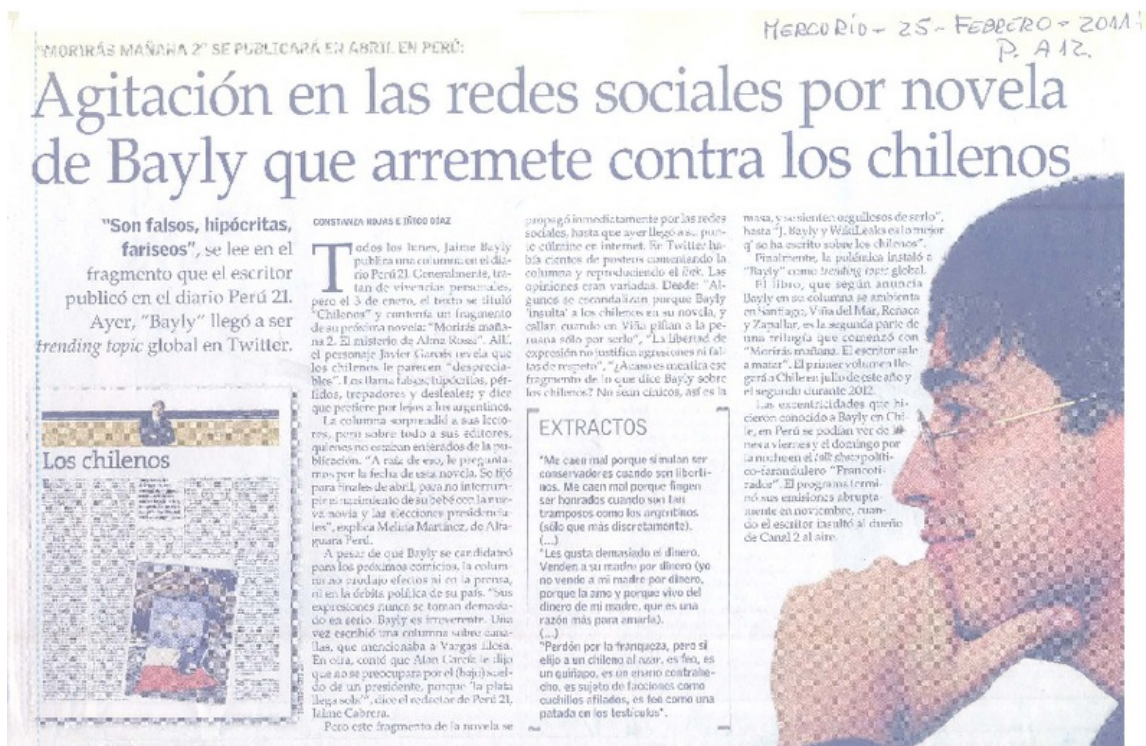 MERCURIO - 25 - FEBRERO - 2011
P. A 12.
"MORIRÁS MAÑANA 2" SE PUBLICARÁ EN ABRIL EN PERÚ:
Agitación en las redes sociales por novela
de Bayly que arremete contra los chilenos
"Son falsos, hipócritas,
fariseos", se lee en el
fragmento que el escritor
publicó en el diario Perú 21.
Ayer, "Bayly" llegó a ser
trending topic global en Twitter.
Los chilenos
CONSTANZA ROJAS E IÑIGO DÍAZ
Todos los lunes, Jaime Bayly
publica una columna en el dia-
rio Perú 21. Generalmente, tra-
tan de vivencias personales,
pero el 3 de enero, el texto se tituló
"Chilenos" y contenía un fragmento
de su próxima novela: "Morirás maña-
na 2. El misterio de Alma Rossi". Allí,
el personaje Javier Garcés revela que
los chilenos le parecen "desprecia-
bles". Los llama falsos, hipócritas, pér-
fidos, trepadores y desleales; y dice
que prefiere por lejos a los argentinos.
La columna sorprendió a sus lecto-
res, pero sobre todo a sus editores,
quienes no estaban enterados de la pu-
blicación. "A raíz de eso, le pregunta-
mos por la fecha de esta novela. Se fijó
para finales de abril, para no interrum-
pir el nacimiento de su bebé con la nue-
va novia y las elecciones presidencia-
les", explica Melina Martínez, de Alfa-
guara Perú.
A pesar de que Bayly se candidateó
para los próximos comicios, la colum-
na no produjo efectos ni en la prensa,
ni en la debita política de su país. "Sus
expresiones nunca se toman demasia-
do en serio. Bayly es irreverente. Una
vez escribió una columna sobre cana-
llas, que mencionaba a Vargas Llosa.
En otra, contó que Alan García le dijo
que no se preocupara por el (bajo) suel-
do de un presidente, porque 'la plata
llega sola'", dice el redactor de Perú 21,
Jaime Cabrera.
Pero este fragmento de la novela se
propagó inmediatamente por las redes
sociales, hasta que ayer llegó a su pun-
to culmine en internet. En Twitter ha-
bía cientos de posteos comentando la
columna y reproduciendo el link. Las
opiniones eran variadas. Desde: "Al-
gunos se escandalizan porque Bayly
'insulta' a los chilenos en su novela, y
callan cuando en Viña pifian a la pe-
ruana sólo por serlo", "La libertad de
expresión no justifica agresiones ni fal-
tas de respeto", "¿Acaso es mentira ese
fragmento de lo que dice Bayly sobre
los chilenos? No sean cínicos, así es la
masa, y se sienten orgullosos de serlo",
hasta "J. Bayly y WikiLeaks es lo mejor
q' se ha escrito sobre los chilenos".
Finalmente, la polémica instaló a
"Bayly" como trending topic global.
El libro, que según anuncia
Bayly en su columna se ambienta
en Santiago, Viña del Mar, Reñaca
y Zapallar, es la segunda parte de
una trilogía que comenzó con
"Morirás mañana. El escritor sale
a matar". El primer volumen lle-
gará a Chile en julio de este año y
el segundo durante 2012.
Las excentricidades que hi-
cieron conocido a Bayly en Chi-
le, en Perú se podían ver de lu-
nes a viernes y el domingo por
la noche en el talk show políti-
co-farandulero "Francoti-
rador". El programa termi-
nó sus emisiones abrupta-
mente en noviembre, cuan-
do el escritor insultó al dueño
de Canal 2 al aire.
EXTRACTOS
"Me caen mal porque simulan ser
conservadores cuando son liberti-
nos. Me caen mal porque fingen
ser honrados cuando son tan
tramposos como los argentinos
(sólo que más discretamente).
(...)
"Les gusta demasiado el dinero.
Venden a su madre por dinero (yo
no vendo a mi madre por dinero,
porque la amo y porque vivo del
dinero de mi madre, que es una
razón más para amarla).
(...)
"Perdón por la franqueza, pero si
elijo a un chileno al azar, es feo, es
un guiñapo, es un enano contrahe-
cho, es sujeto de facciones como
cuchillos afilados, es feo como una
patada en los testículos".